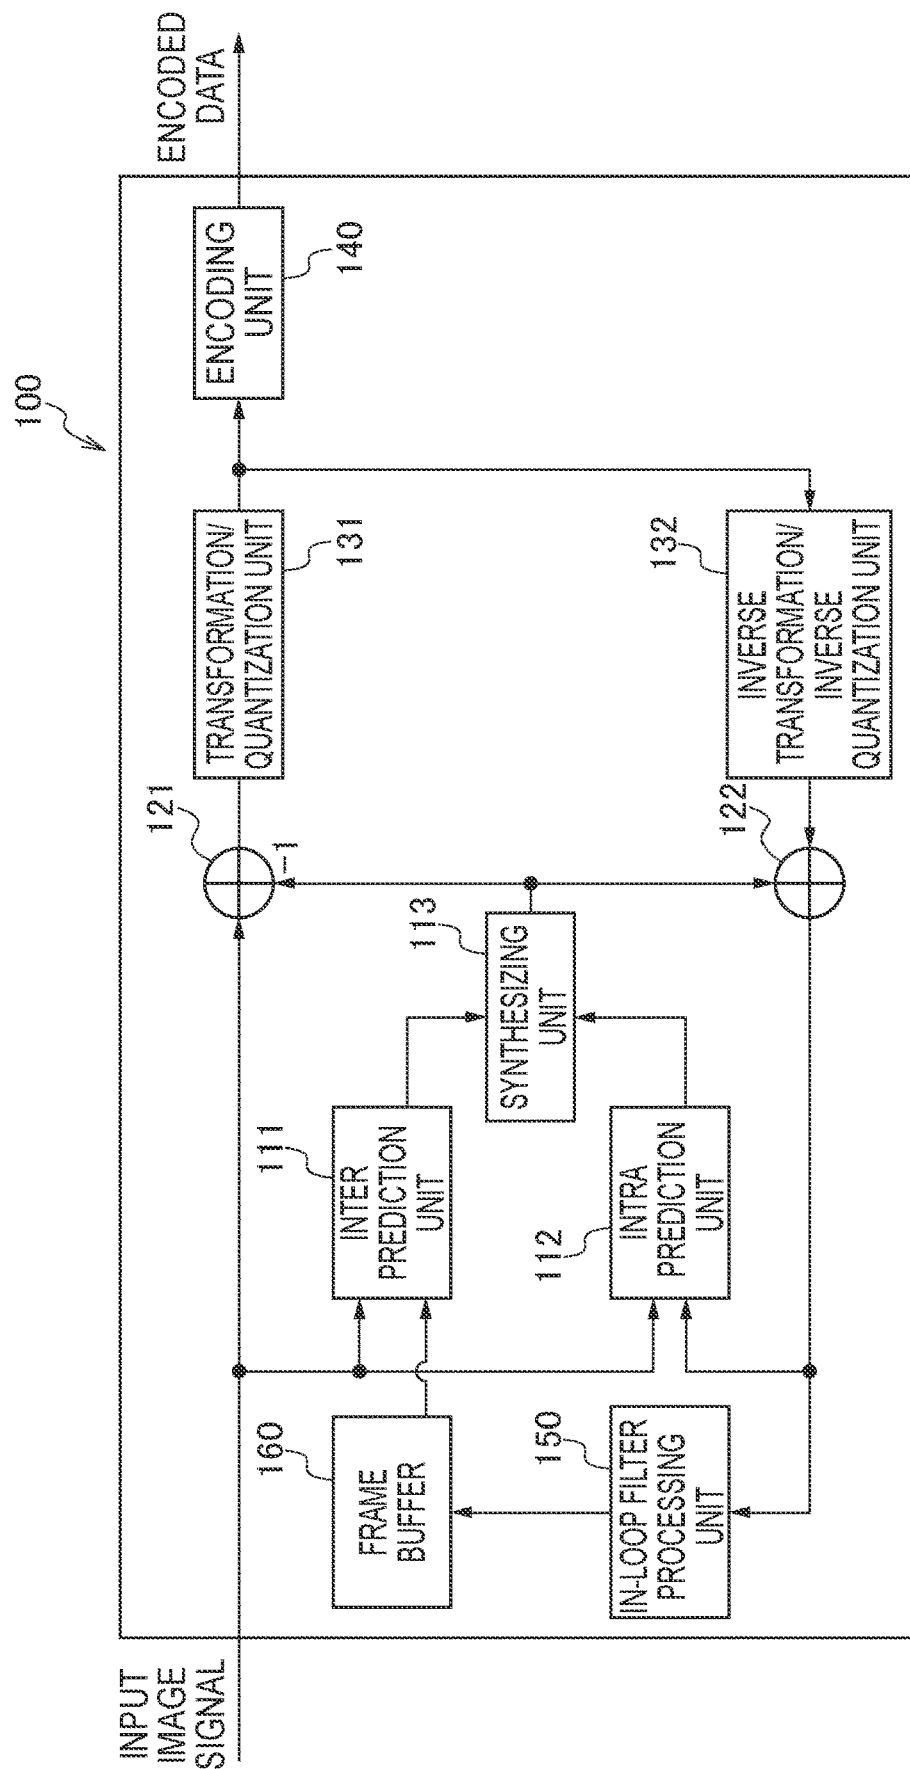 100
INPUT
IMAGE
SIGNAL
ENCODED
DATA
121
-1
TRANSFORMATION/
QUANTIZATION UNIT
131
ENCODING
UNIT
140
160
FRAME
BUFFER
111
INTER
PREDICTION
UNIT
113
SYNTHESIZING
UNIT
150
IN-LOOP FILTER
PROCESSING
UNIT
112
INTRA
PREDICTION
UNIT
122
132
INVERSE
TRANSFORMATION/
INVERSE
QUANTIZATION UNIT